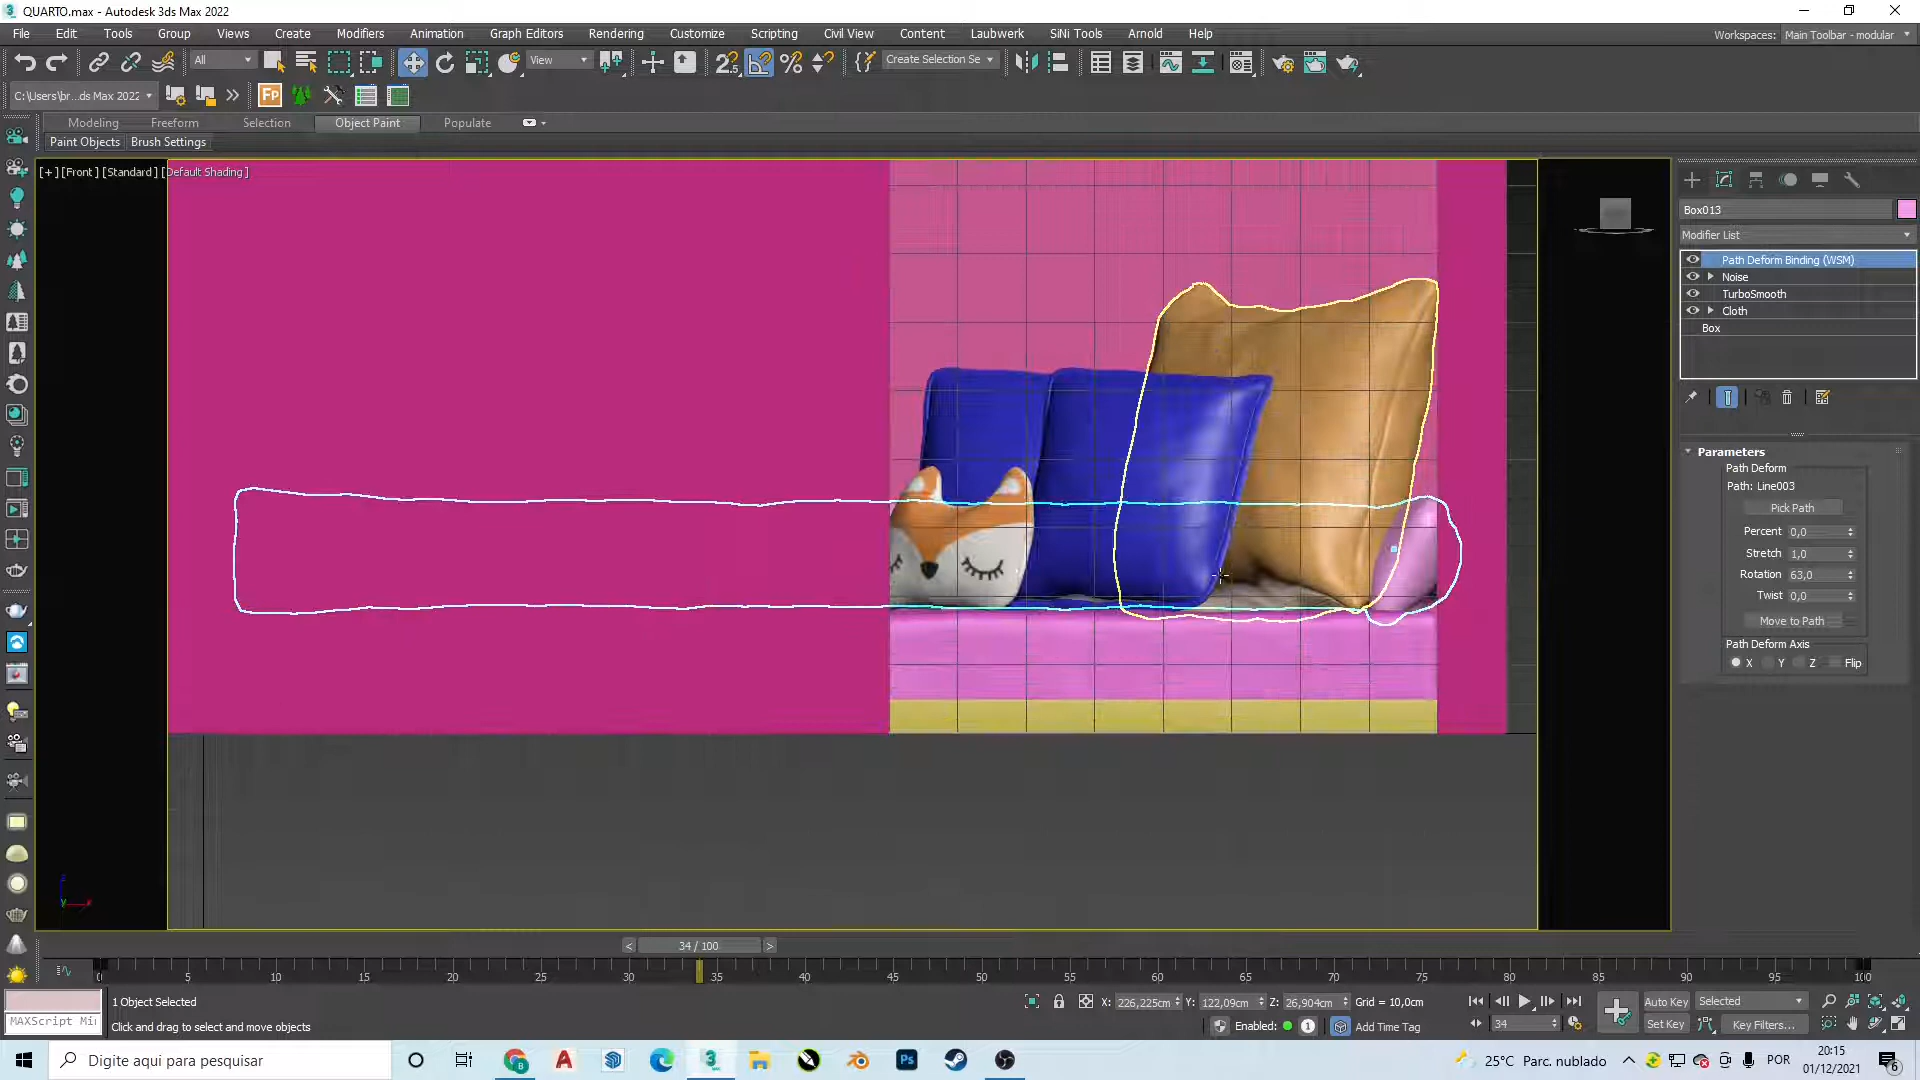 QUARTO.max - Autodesk 3ds Max 2022
File Edit Tools Group Views Create Modifiers Animation Graph Editors Rendering Customize Scripting Civil View Content Laubwerk SiNi Tools Arnold Help
Workspaces: Main Toolbar - modular
All View Create Selection Se
C:\Users\br...ds Max 2022
Modeling Freeform Selection Object Paint Populate
Paint Objects Brush Settings
[+] [Front ] [Standard ] [Default Shading ]
Box013
Modifier List
Path Deform Binding (WSM)
Noise
TurboSmooth
Cloth
Box
Parameters
Path Deform
Path: Line003
Pick Path
Percent 0,0
Stretch 1,0
Rotation 63,0
Twist 0,0
Move to Path
Path Deform Axis
X Y Z Flip
z
y x
< 34 / 100 >
0 5 10 15 20 25 30 35 40 45 50 55 60 65 70 75 80 85 90 95 100
1 Object Selected
X: 226,225cm Y: 122,09cm Z: 26,904cm Grid = 10,0cm
Auto Key Selected
MAXScript Mi
Click and drag to select and move objects
Enabled: 1 Add Time Tag
34
Set Key Key Filters...
Digite aqui para pesquisar
25°C Parc. nublado POR 20:15
01/12/2021
6